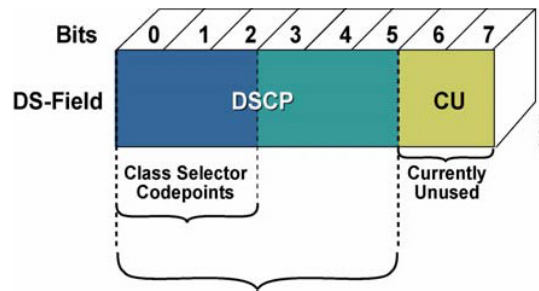 Bits 0 1 2 3 4 5 6 7
DS-Field DSCP CU
Class Selector
Codepoints
Currently
Unused